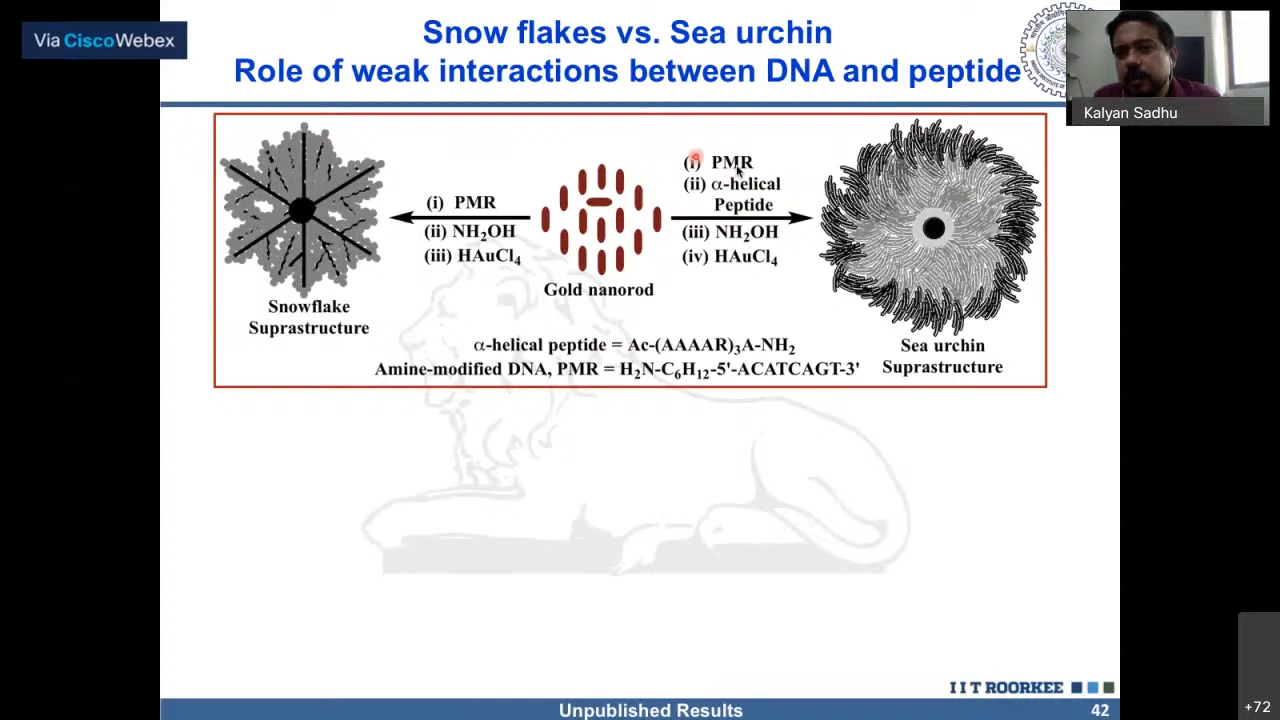 Via Cisco Webex
Snow flakes vs. Sea urchin
Role of weak interactions between DNA and peptide
Kalyan Sadhu
(i) PMR
(ii) NH₂OH
(iii) HAuCl₄
Snowflake
Suprastructure
Gold nanorod
(i) PMR
(ii) α-helical
Peptide
(iii) NH₂OH
(iv) HAuCl₄
Sea urchin
Suprastructure
α-helical peptide = Ac-(AAAAR)₃A-NH₂
Amine-modified DNA, PMR = H₂N-C₆H₁₂-5'-ACATCAGT-3'
I I T ROORKEE
Unpublished Results
42
+72